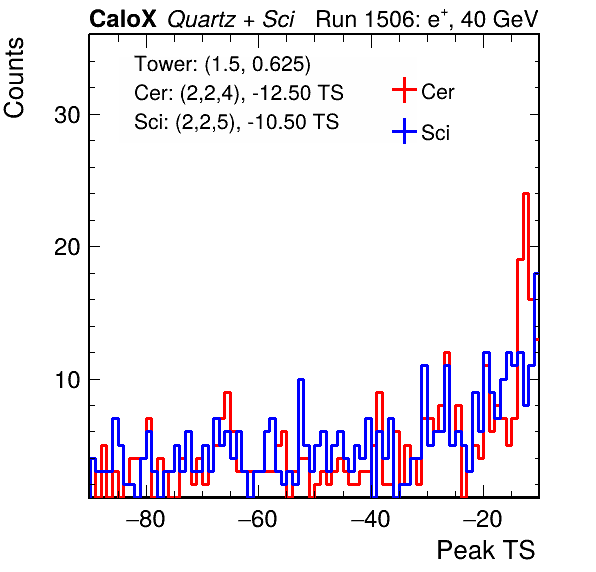 CaloX Quartz + Sci Run 1506: e⁺, 40 GeV
Counts
Tower: (1.5, 0.625)
Cer: (2,2,4), -12.50 TS
Sci: (2,2,5), -10.50 TS
Cer
Sci
30
20
10
−80 −60 −40 −20
Peak TS